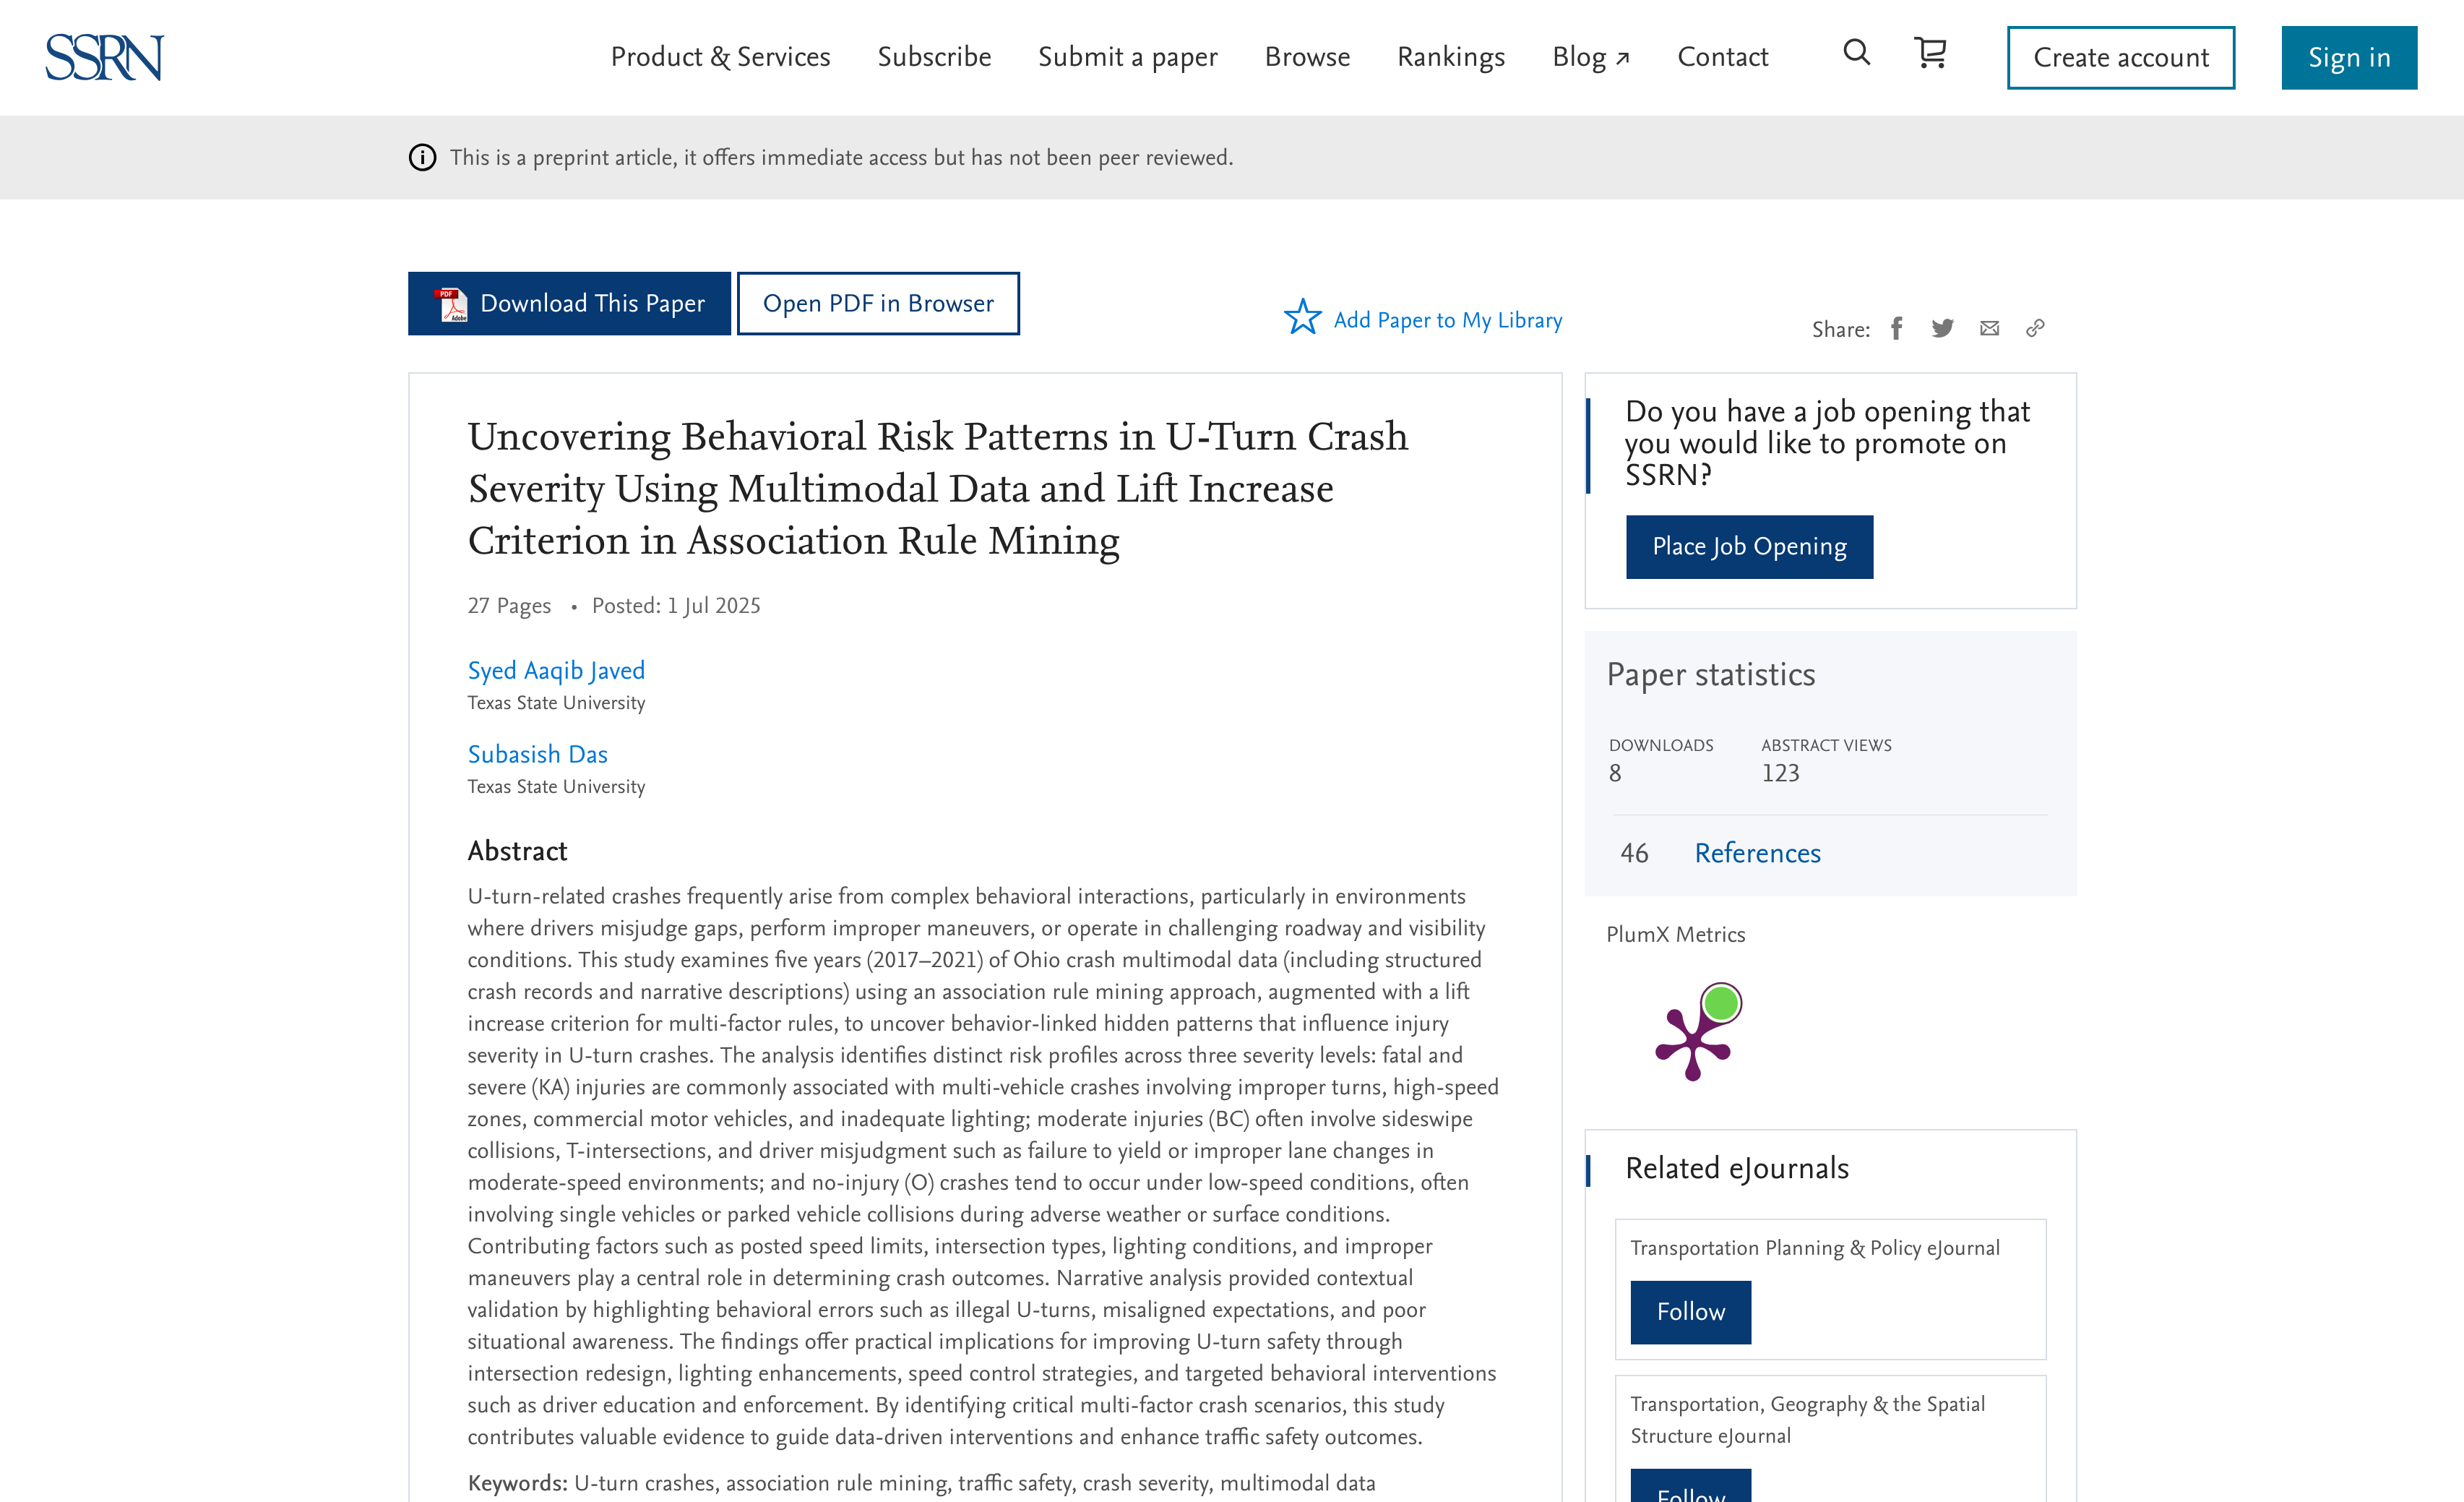 SSRN
Product & Services
Subscribe
Submit a paper
Browse
Rankings
Blog ↗
Contact
Create account
Sign in
This is a preprint article, it offers immediate access but has not been peer reviewed.
PDF
Adobe
Download This Paper
Open PDF in Browser
Add Paper to My Library
Share:
Uncovering Behavioral Risk Patterns in U-Turn Crash
Severity Using Multimodal Data and Lift Increase
Criterion in Association Rule Mining
27 Pages • Posted: 1 Jul 2025
Syed Aaqib Javed
Texas State University
Subasish Das
Texas State University
Abstract
U-turn-related crashes frequently arise from complex behavioral interactions, particularly in environments
where drivers misjudge gaps, perform improper maneuvers, or operate in challenging roadway and visibility
conditions. This study examines five years (2017–2021) of Ohio crash multimodal data (including structured
crash records and narrative descriptions) using an association rule mining approach, augmented with a lift
increase criterion for multi-factor rules, to uncover behavior-linked hidden patterns that influence injury
severity in U-turn crashes. The analysis identifies distinct risk profiles across three severity levels: fatal and
severe (KA) injuries are commonly associated with multi-vehicle crashes involving improper turns, high-speed
zones, commercial motor vehicles, and inadequate lighting; moderate injuries (BC) often involve sideswipe
collisions, T-intersections, and driver misjudgment such as failure to yield or improper lane changes in
moderate-speed environments; and no-injury (O) crashes tend to occur under low-speed conditions, often
involving single vehicles or parked vehicle collisions during adverse weather or surface conditions.
Contributing factors such as posted speed limits, intersection types, lighting conditions, and improper
maneuvers play a central role in determining crash outcomes. Narrative analysis provided contextual
validation by highlighting behavioral errors such as illegal U-turns, misaligned expectations, and poor
situational awareness. The findings offer practical implications for improving U-turn safety through
intersection redesign, lighting enhancements, speed control strategies, and targeted behavioral interventions
such as driver education and enforcement. By identifying critical multi-factor crash scenarios, this study
contributes valuable evidence to guide data-driven interventions and enhance traffic safety outcomes.
Keywords: U-turn crashes, association rule mining, traffic safety, crash severity, multimodal data
Do you have a job opening that
you would like to promote on
SSRN?
Place Job Opening
Paper statistics
DOWNLOADS
8
ABSTRACT VIEWS
123
46 References
PlumX Metrics
Related eJournals
Transportation Planning & Policy eJournal
Follow
Transportation, Geography & the Spatial
Structure eJournal
Follow